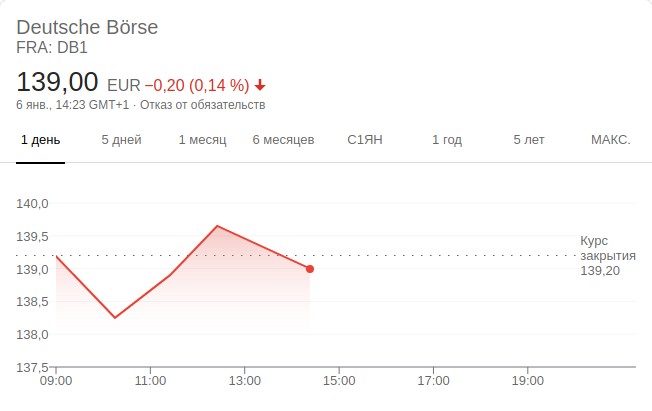 Deutsche Börse
FRA: DB1
139,00 EUR −0,20 (0,14 %)
6 янв., 14:23 GMT+1 · Отказ от обязательств
1 день 5 дней 1 месяц 6 месяцев С1ЯН 1 год 5 лет МАКС.
140,0
139,5
139,0
138,5
138,0
137,5
Курс
закрытия
139,20
09:00 11:00 13:00 15:00 17:00 19:00